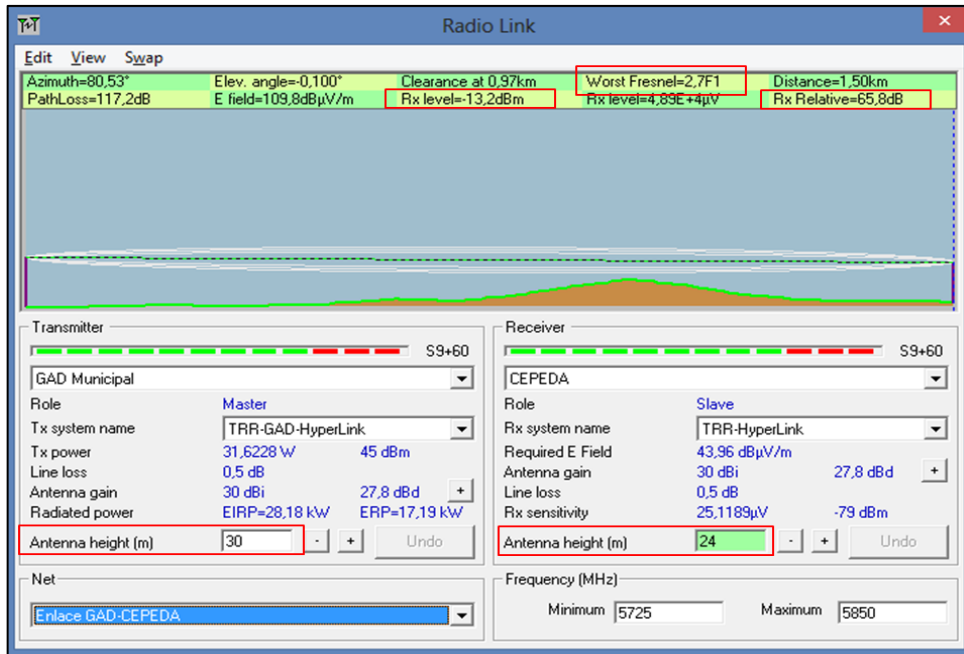 Radio Link
Edit View Swap
Azimuth=80,53° Elev. angle=-0,100° Clearance at 0,97km Worst Fresnel=2,7F1 Distance=1,50km
PathLoss=117,2dB E field=109,8dBµV/m Rx level=-13,2dBm Rx level=4,89E+4µV Rx Relative=65,8dB
Transmitter
S9+60
GAD Municipal
Role Master
Tx system name TRR-GAD-HyperLink
Tx power 31,6228 W 45 dBm
Line loss 0,5 dB
Antenna gain 30 dBi 27,8 dBd +
Radiated power EIRP=28,18 kW ERP=17,19 kW
Antenna height (m) 30 - + Undo
Net
Enlace GAD-CEPEDA
Receiver
S9+60
CEPEDA
Role Slave
Rx system name TRR-HyperLink
Required E Field 43,96 dBµV/m
Antenna gain 30 dBi 27,8 dBd +
Line loss 0,5 dB
Rx sensitivity 25,1189µV -79 dBm
Antenna height (m) 24 - + Undo
Frequency (MHz)
Minimum 5725 Maximum 5850